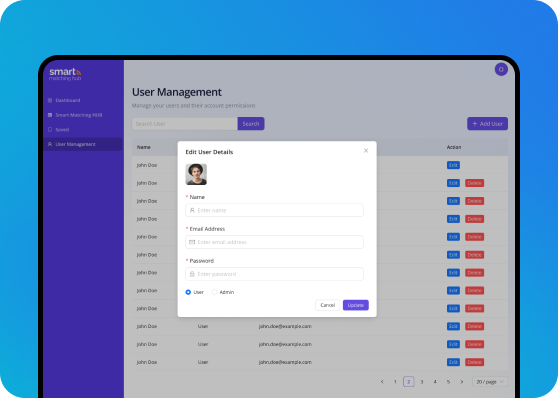 smart
matching hub
Dashboard
Smart Matching HUB
Saved
User Management
User Management
Manage your users and their account permissions
Search User
Search
+ Add User
Name
Action
John Doe
Edit
John Doe
Edit
Delete
John Doe
Edit
Delete
John Doe
Edit
Delete
John Doe
Edit
Delete
John Doe
Edit
Delete
John Doe
Edit
Delete
John Doe
Edit
Delete
John Doe
Edit
Delete
John Doe
User
john.doe@example.com
Edit
Delete
John Doe
User
john.doe@example.com
Edit
Delete
John Doe
User
john.doe@example.com
Edit
Delete
Edit User Details
* Name
Enter name
* Email Address
Enter email address
* Password
Enter password
User
Admin
Cancel
Update
< 1 2 3 4 5 > 20 / page